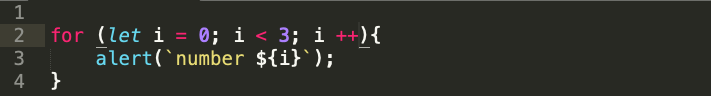 1
2 for (let i = 0; i < 3; i ++){
3     alert(`number ${i}`);
4 }